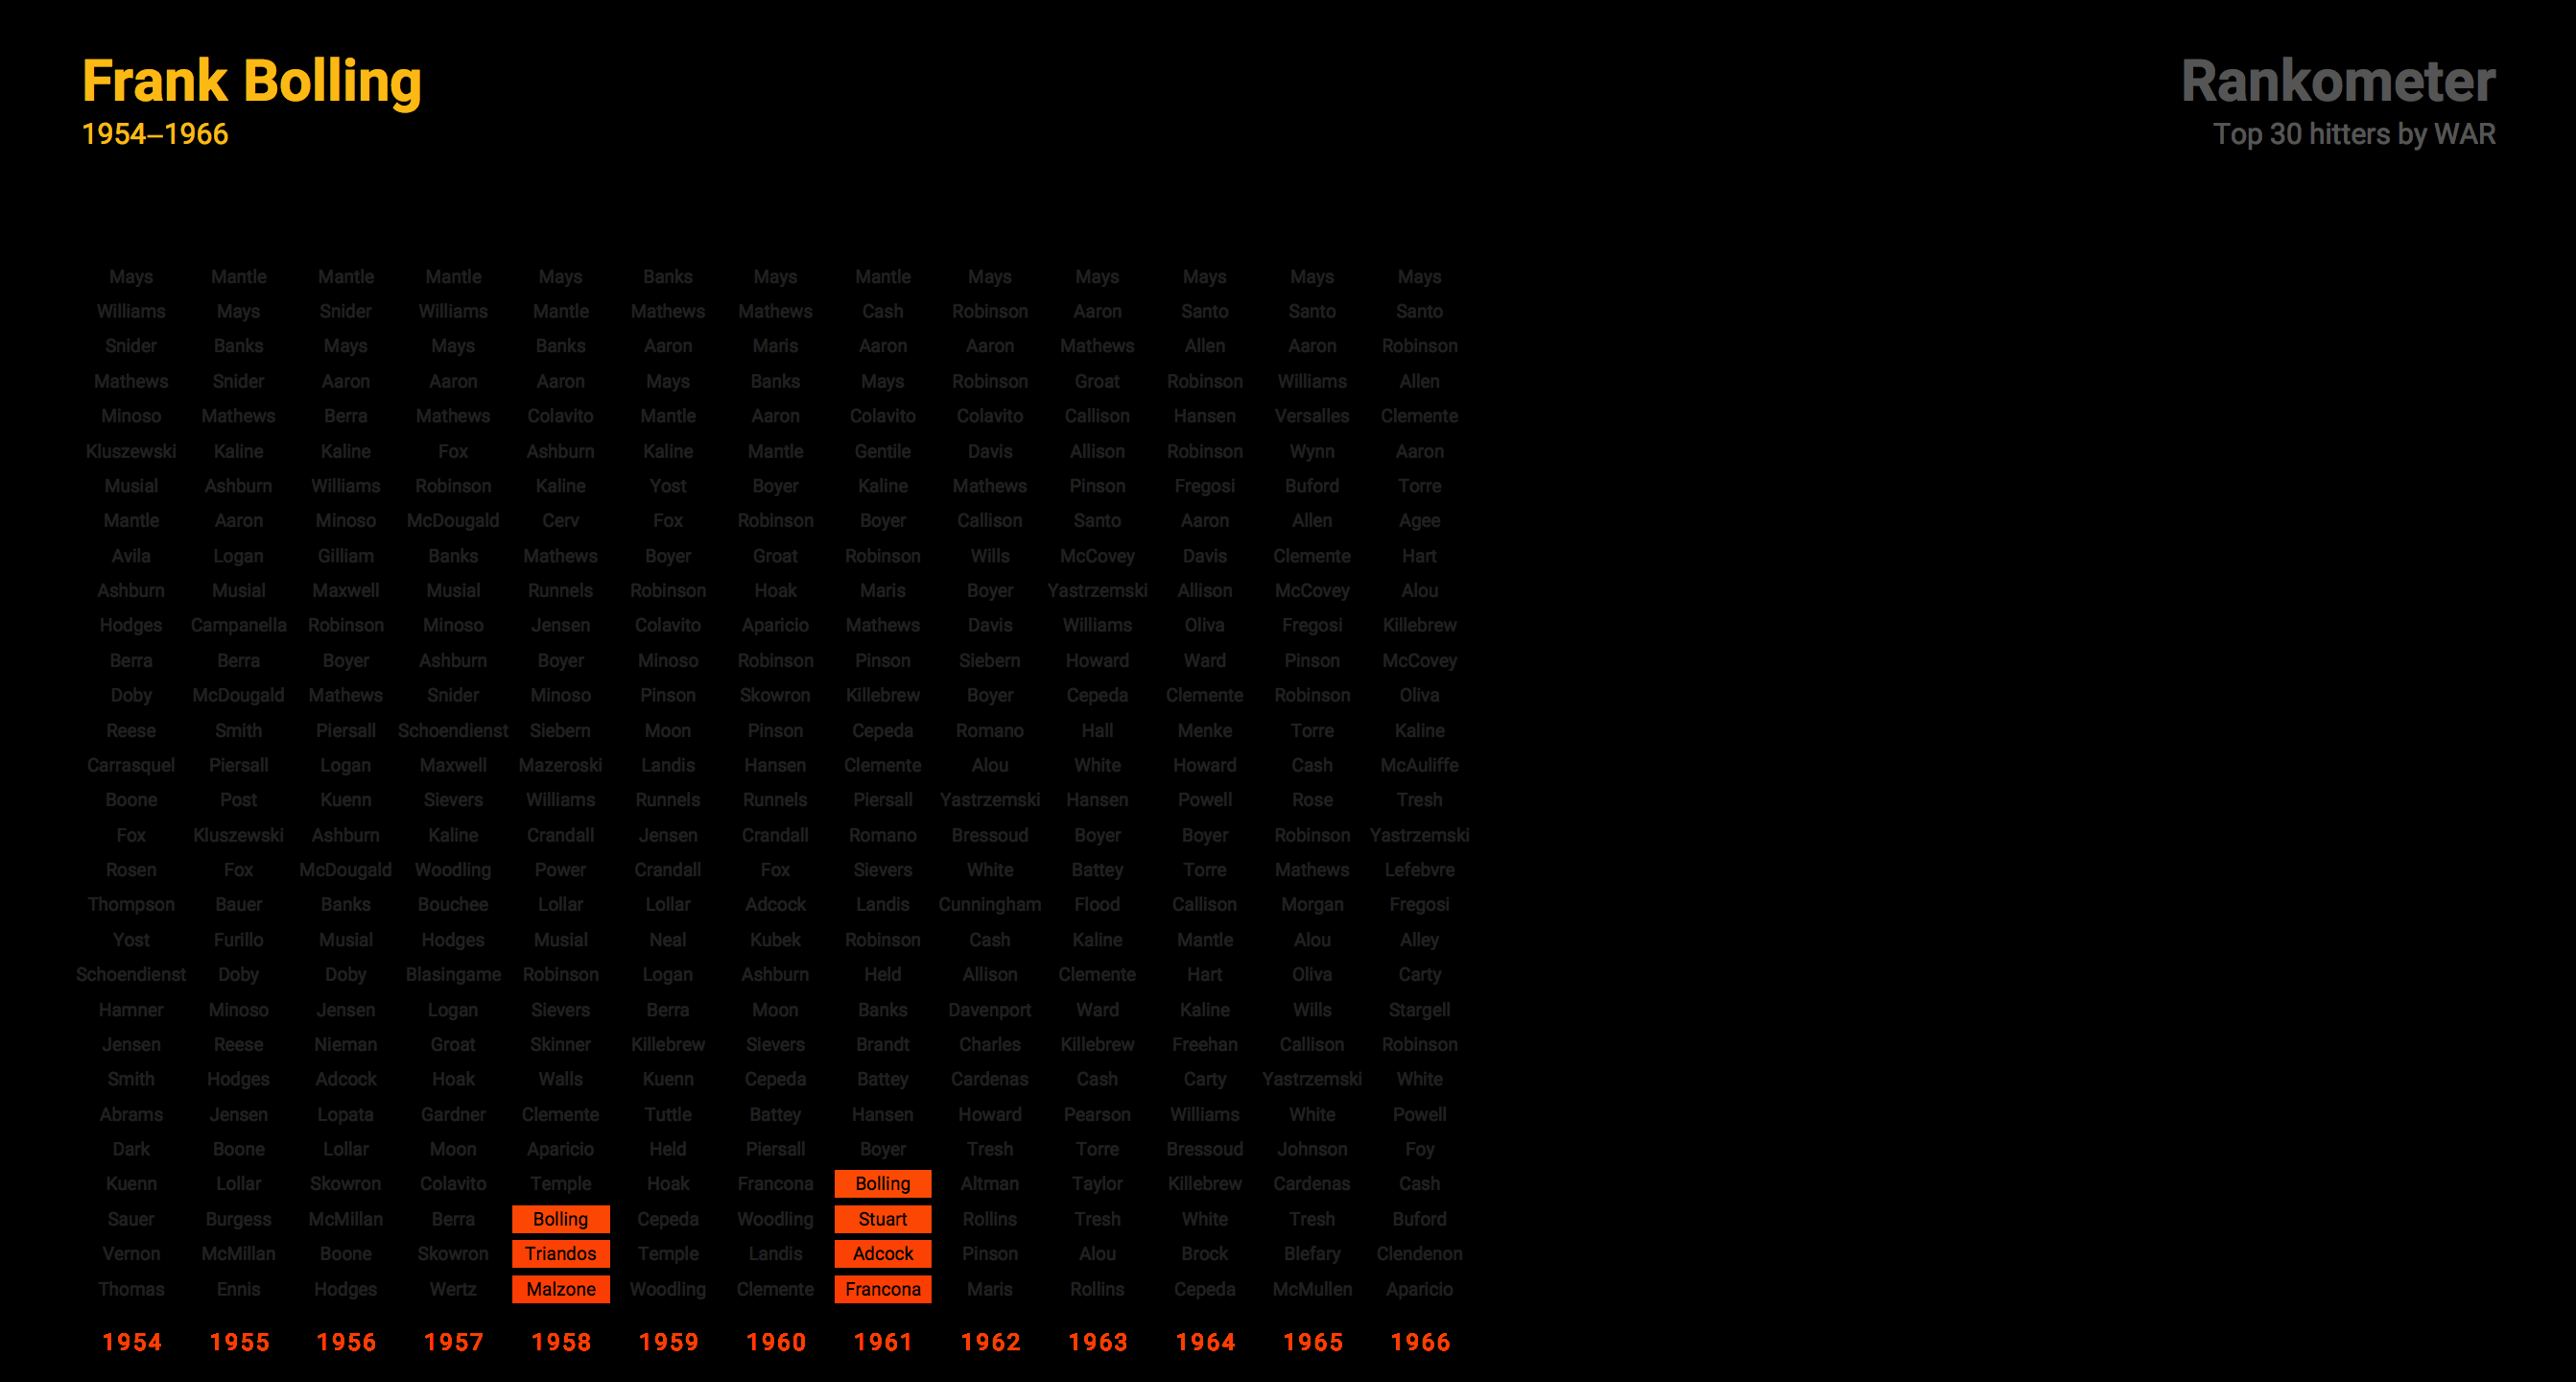 Frank Bolling
1954–1966
Rankometer
Top 30 hitters by WAR
Mays Mantle Mantle Mantle Mays Banks Mays Mantle Mays Mays Mays Mays Mays
Williams Mays Snider Williams Mantle Mathews Mathews Cash Robinson Aaron Santo Santo Santo
Snider Banks Mays Mays Banks Aaron Maris Aaron Aaron Mathews Allen Aaron Robinson
Mathews Snider Aaron Aaron Aaron Mays Banks Mays Robinson Groat Robinson Williams Allen
Minoso Mathews Berra Mathews Colavito Mantle Aaron Colavito Colavito Callison Hansen Versalles Clemente
Kluszewski Kaline Kaline Fox Ashburn Kaline Mantle Gentile Davis Allison Robinson Wynn Aaron
Musial Ashburn Williams Robinson Kaline Yost Boyer Kaline Mathews Pinson Fregosi Buford Torre
Mantle Aaron Minoso McDougald Cerv Fox Robinson Boyer Callison Santo Aaron Allen Agee
Avila Logan Gilliam Banks Mathews Boyer Groat Robinson Wills McCovey Davis Clemente Hart
Ashburn Musial Maxwell Musial Runnels Robinson Hoak Maris Boyer Yastrzemski Allison McCovey Alou
Hodges Campanella Robinson Minoso Jensen Colavito Aparicio Mathews Davis Williams Oliva Fregosi Killebrew
Berra Berra Boyer Ashburn Boyer Minoso Robinson Pinson Siebern Howard Ward Pinson McCovey
Doby McDougald Mathews Snider Minoso Pinson Skowron Killebrew Boyer Cepeda Clemente Robinson Oliva
Reese Smith Piersall Schoendienst Siebern Moon Pinson Cepeda Romano Hall Menke Torre Kaline
Carrasquel Piersall Logan Maxwell Mazeroski Landis Hansen Clemente Alou White Howard Cash McAuliffe
Boone Post Kuenn Sievers Williams Runnels Runnels Piersall Yastrzemski Hansen Powell Rose Tresh
Fox Kluszewski Ashburn Kaline Crandall Jensen Crandall Romano Bressoud Boyer Boyer Robinson Yastrzemski
Rosen Fox McDougald Woodling Power Crandall Fox Sievers White Battey Torre Mathews Lefebvre
Thompson Bauer Banks Bouchee Lollar Lollar Adcock Landis Cunningham Flood Callison Morgan Fregosi
Yost Furillo Musial Hodges Musial Neal Kubek Robinson Cash Kaline Mantle Alou Alley
Schoendienst Doby Doby Blasingame Robinson Logan Ashburn Held Allison Clemente Hart Oliva Carty
Hamner Minoso Jensen Logan Sievers Berra Moon Banks Davenport Ward Kaline Wills Stargell
Jensen Reese Nieman Groat Skinner Killebrew Sievers Brandt Charles Killebrew Freehan Callison Robinson
Smith Hodges Adcock Hoak Walls Kuenn Cepeda Battey Cardenas Cash Carty Yastrzemski White
Abrams Jensen Lopata Gardner Clemente Tuttle Battey Hansen Howard Pearson Williams White Powell
Dark Boone Lollar Moon Aparicio Held Piersall Boyer Tresh Torre Bressoud Johnson Foy
Kuenn Lollar Skowron Colavito Temple Hoak Francona Bolling Altman Taylor Killebrew Cardenas Cash
Sauer Burgess McMillan Berra Bolling Cepeda Woodling Stuart Rollins Tresh White Tresh Buford
Vernon McMillan Boone Skowron Triandos Temple Landis Adcock Pinson Alou Brock Blefary Clendenon
Thomas Ennis Hodges Wertz Malzone Woodling Clemente Francona Maris Rollins Cepeda McMullen Aparicio
1954 1955 1956 1957 1958 1959 1960 1961 1962 1963 1964 1965 1966